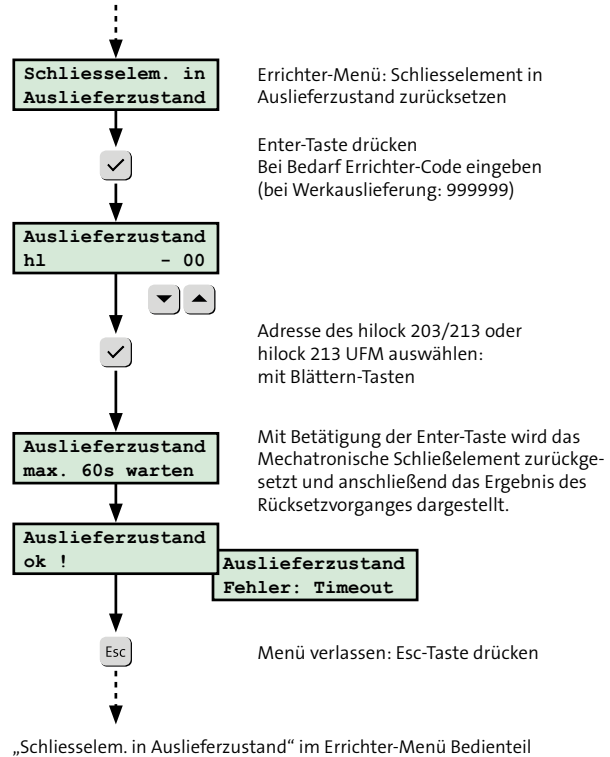 Schliesselem. in
Auslieferzustand
Errichter-Menü: Schliesselement in
Auslieferzustand zurücksetzen
Enter-Taste drücken
Bei Bedarf Errichter-Code eingeben
(bei Werkauslieferung: 999999)
Auslieferzustand
hl - 00
Adresse des hilock 203/213 oder
hilock 213 UFM auswählen:
mit Blättern-Tasten
Auslieferzustand
max. 60s warten
Mit Betätigung der Enter-Taste wird das
Mechatronische Schließelement zurückge-
setzt und anschließend das Ergebnis des
Rücksetzvorganges dargestellt.
Auslieferzustand
ok !
Auslieferzustand
Fehler: Timeout
Esc
Menü verlassen: Esc-Taste drücken
„Schliesselem. in Auslieferzustand“ im Errichter-Menü Bedienteil